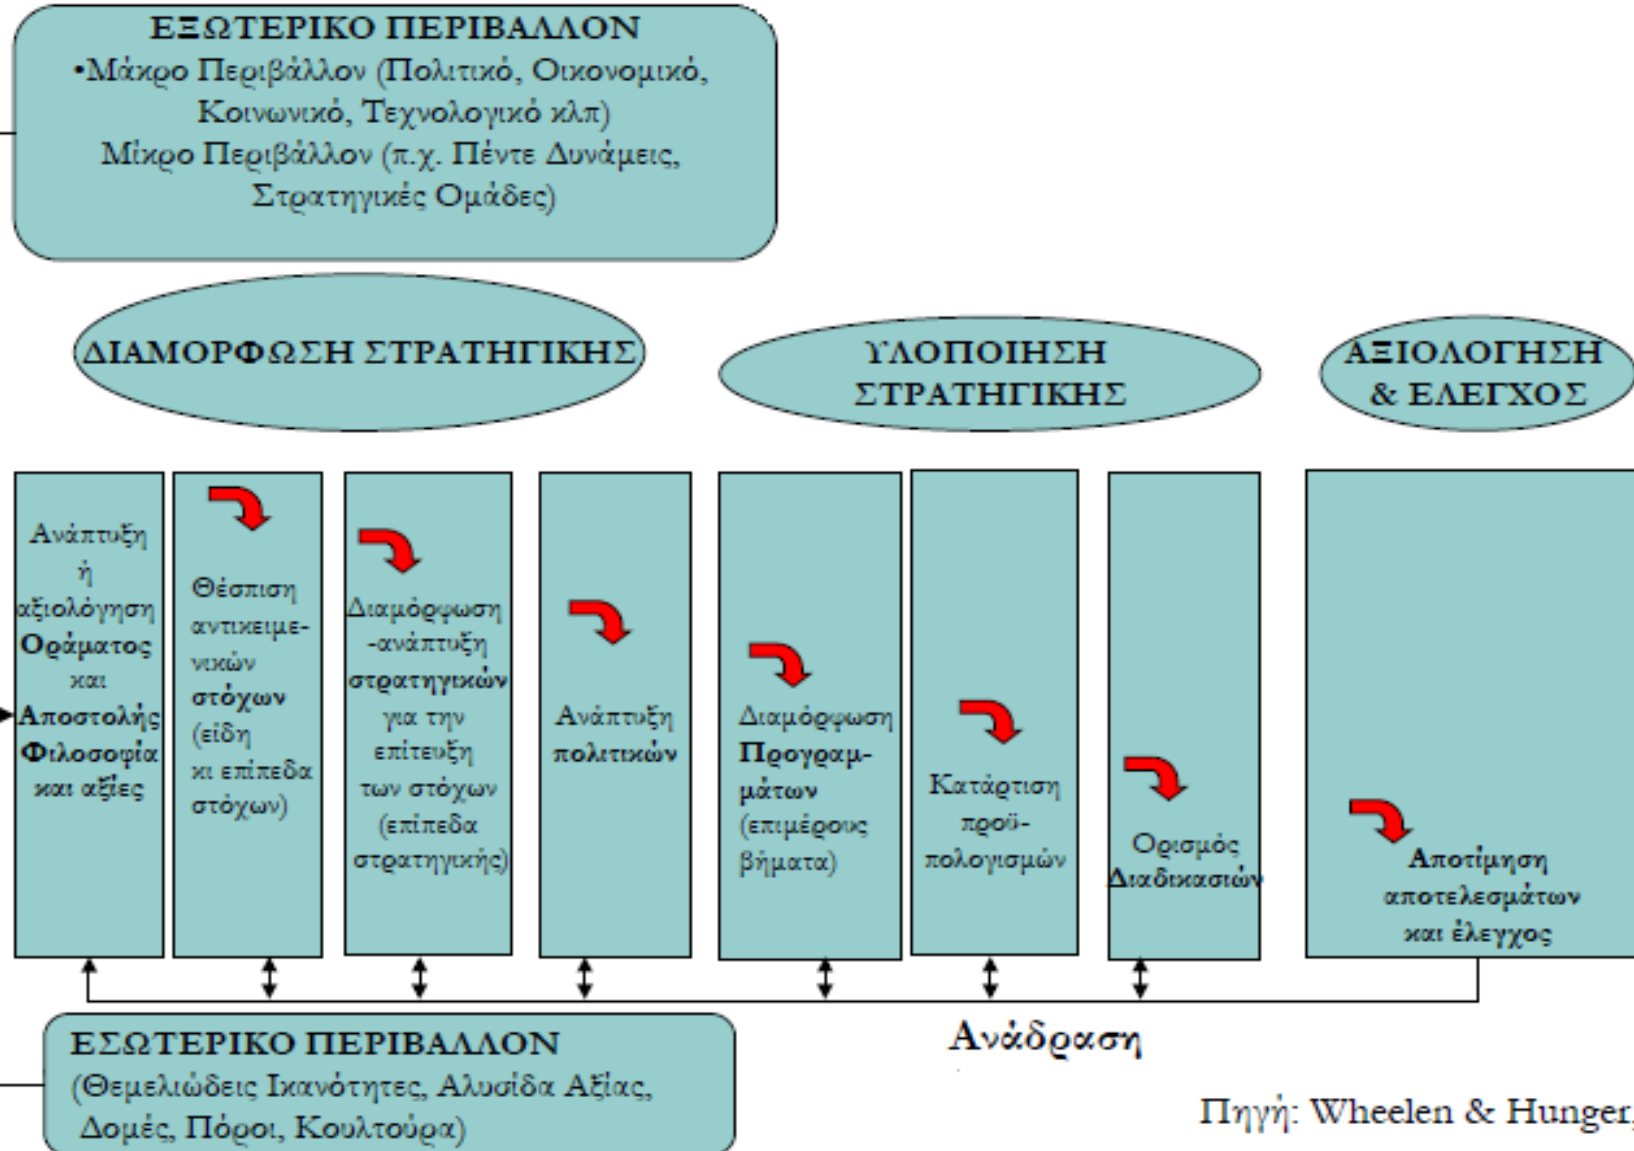 ΕΞΩΤΕΡΙΚΟ ΠΕΡΙΒΑΛΛΟΝ
•Μάκρο Περιβάλλον (Πολιτικό, Οικονομικό,
Κοινωνικό, Τεχνολογικό κλπ)
Μίκρο Περιβάλλον (π.χ. Πέντε Δυνάμεις,
Στρατηγικές Ομάδες)
ΔΙΑΜΟΡΦΩΣΗ ΣΤΡΑΤΗΓΙΚΗΣ
ΥΛΟΠΟΙΗΣΗ
ΣΤΡΑΤΗΓΙΚΗΣ
ΑΞΙΟΛΟΓΗΣΗ
& ΕΛΕΓΧΟΣ
Ανάπτυξη
ή
αξιολόγηση
Οράματος
και
Αποστολής
Φιλοσοφία
και αξίες
Θέσπιση
αντικειμε-
νικών
στόχων
(είδη
κι επίπεδα
στόχων)
Διαμόρφωση
-ανάπτυξη
στρατηγικών
για την
επίτευξη
των στόχων
(επίπεδα
στρατηγικής)
Ανάπτυξη
πολιτικών
Διαμόρφωση
Προγραμ-
μάτων
(επιμέρους
βήματα)
Κατάρτιση
προϋ-
πολογισμών
Ορισμός
Διαδικασιών
Αποτίμηση
αποτελεσμάτων
και έλεγχος
ΕΣΩΤΕΡΙΚΟ ΠΕΡΙΒΑΛΛΟΝ
(Θεμελιώδεις Ικανότητες, Αλυσίδα Αξίας,
Δομές, Πόροι, Κουλτούρα)
Ανάδραση
Πηγή: Wheelen & Hunger,